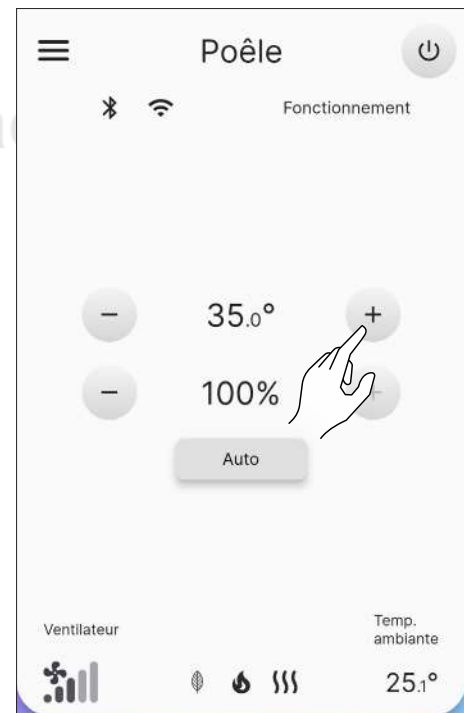 Poêle
Fonctionnement
− 35.0° +
− 100% +
Auto
Ventilateur
Temp.
ambiante
25.1°